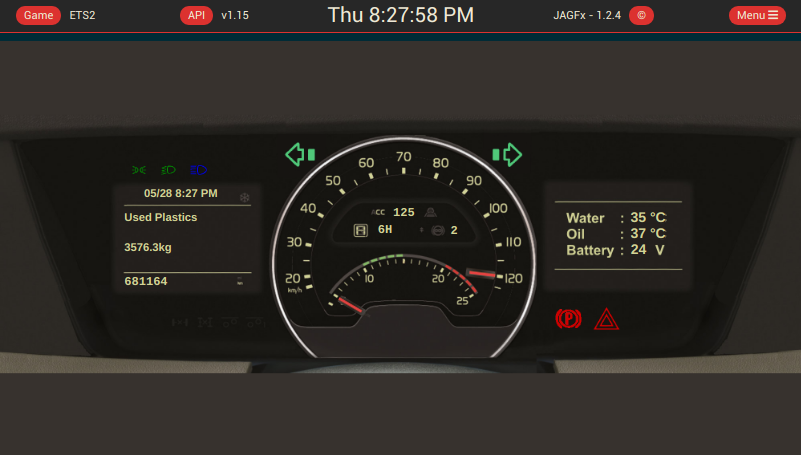 Game ETS2 API v1.15 Thu 8:27:58 PM JAGFx - 1.2.4 © Menu
05/28 8:27 PM
Used Plastics
3576.3kg
681164
20 30 40 50 60 70 80 90 100 110 120
km/h
ACC 125
A 6H 2
10 20 25
Water : 35 °C
Oil : 37 °C
Battery : 24 V
P